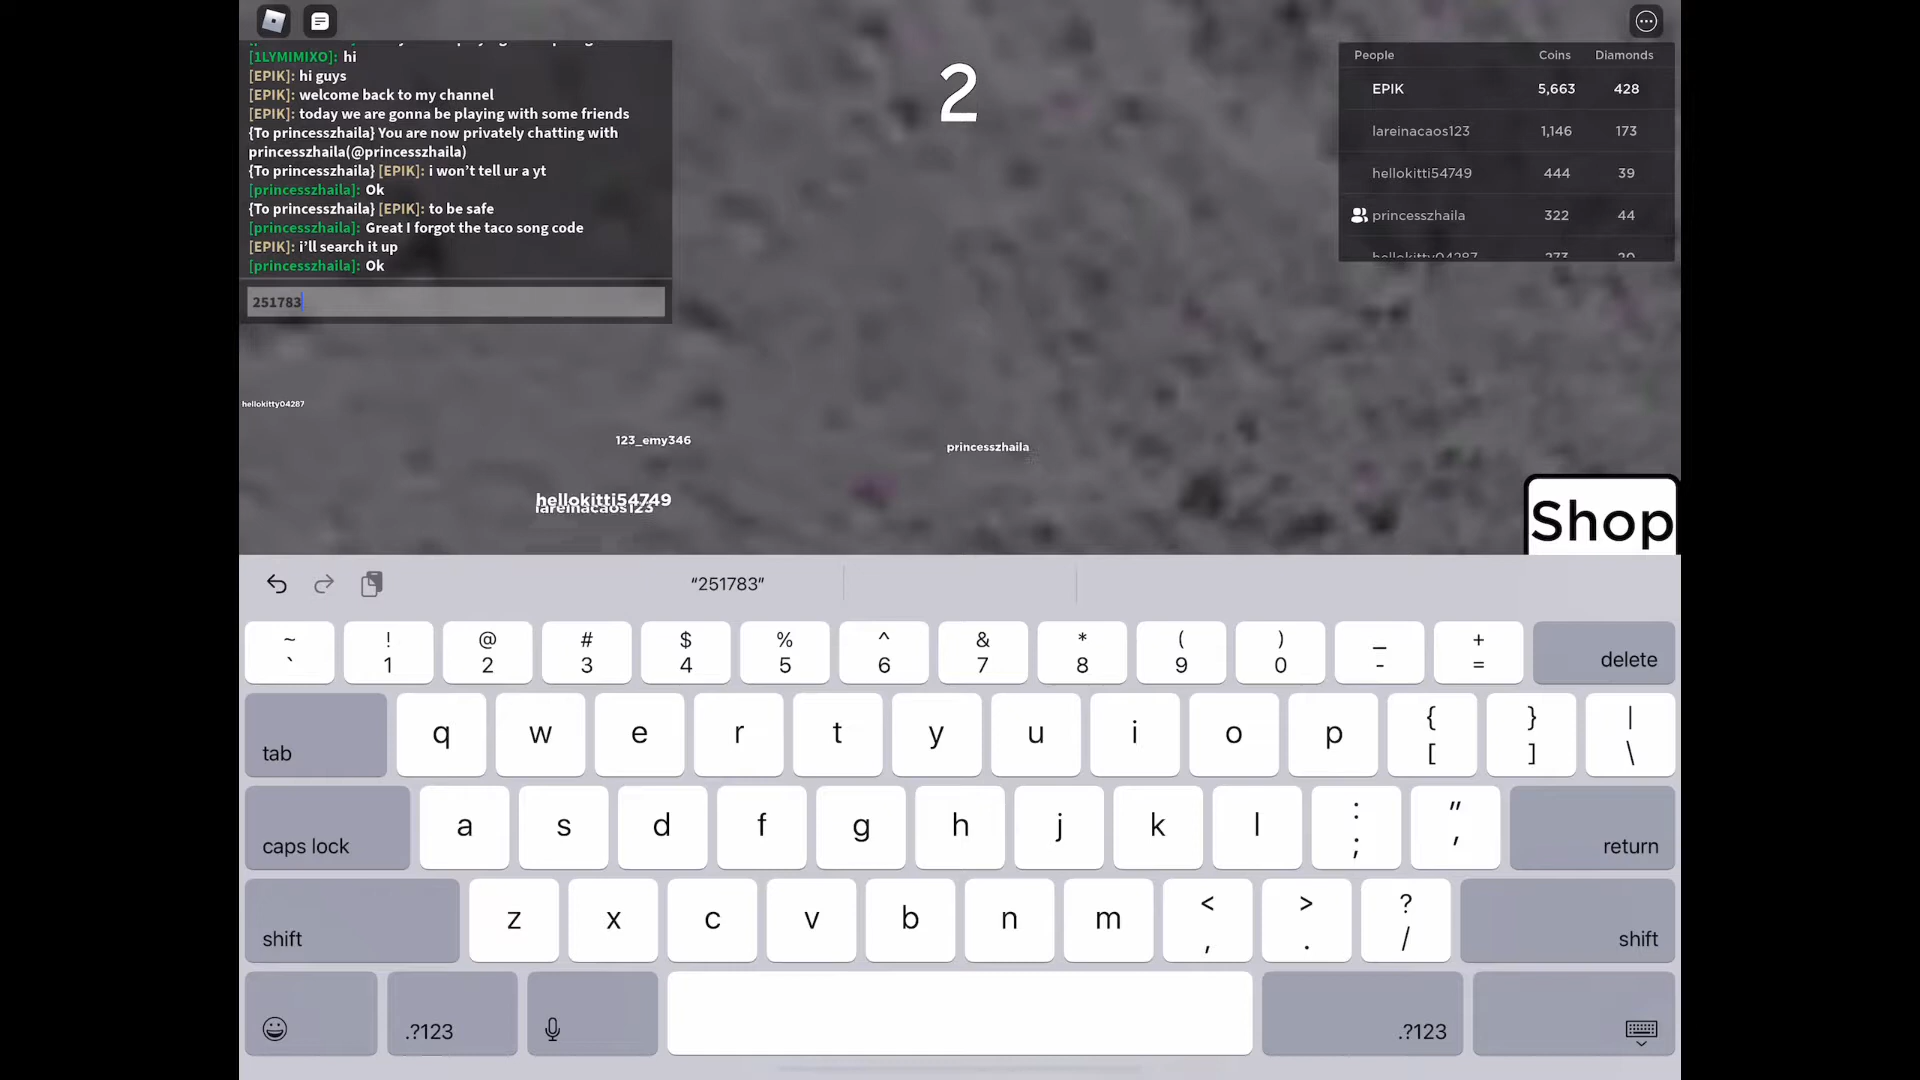 [1LYMIMIXO]: hi
[EPIK]: hi guys
[EPIK]: welcome back to my channel
[EPIK]: today we are gonna be playing with some friends
{To princesszhaila} You are now privately chatting with
princesszhaila(@princesszhaila)
{To princesszhaila} [EPIK]: i won’t tell ur a yt
[princesszhaila]: Ok
{To princesszhaila} [EPIK]: to be safe
[princesszhaila]: Great I forgot the taco song code
[EPIK]: i’ll search it up
[princesszhaila]: Ok
251783
2
People Coins Diamonds
EPIK 5,663 428
lareinacaos123 1,146 173
hellokitti54749 444 39
princesszhaila 322 44
hellokitty04287 273 20
hellokitty04287
123_emy346
princesszhaila
hellokitti54749
lareinacaos123
Shop
“251783”
~ ! @ # $ % ^ & * ( ) _ +
` 1 2 3 4 5 6 7 8 9 0 - = delete
tab q w e r t y u i o p { [ } ] | \
caps lock a s d f g h j k l : ; " ' return
shift z x c v b n m < , > . ? / shift
.?123 .?123